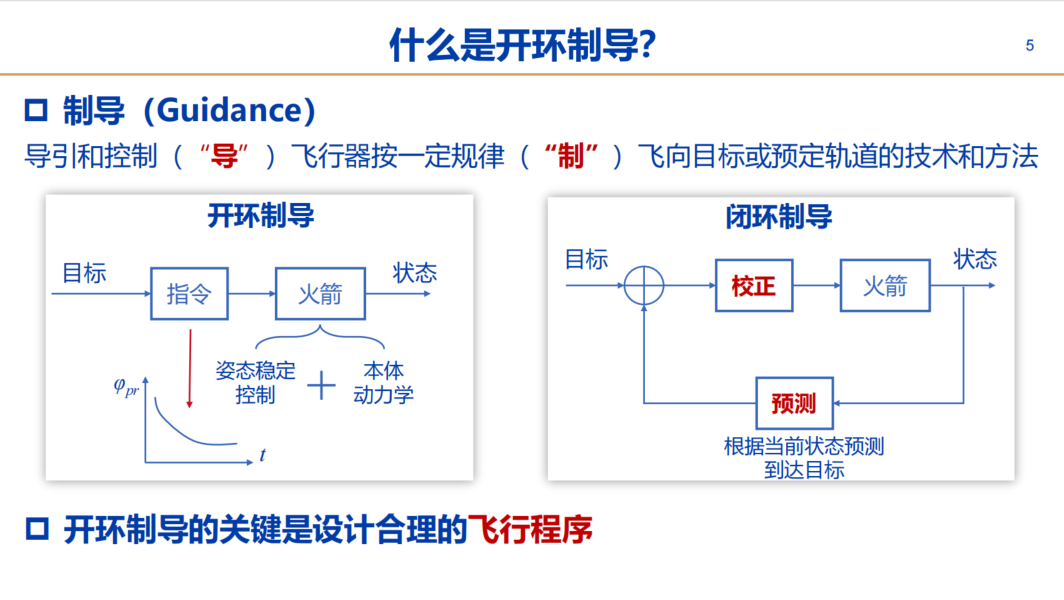 什么是开环制导？
5
制导（Guidance）
导引和控制（“导”）飞行器按一定规律（“制”）飞向目标或预定轨道的技术和方法
开环制导
目标
指令
火箭
状态
姿态稳定
控制
本体
动力学
φpr
t
闭环制导
目标
校正
火箭
状态
预测
根据当前状态预测
到达目标
开环制导的关键是设计合理的飞行程序